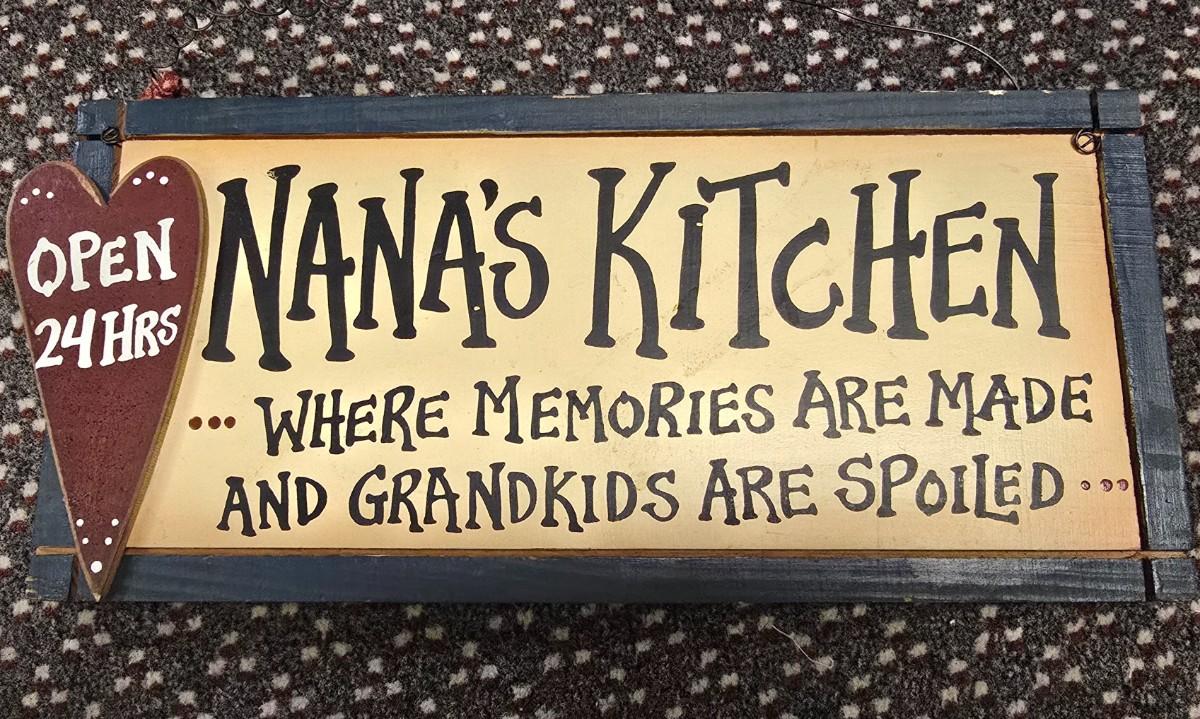 OPEN
24 HRS
NANA'S KITCHEN
... WHERE MEMORIES ARE MADE
AND GRANDKIDS ARE SPOILED ...